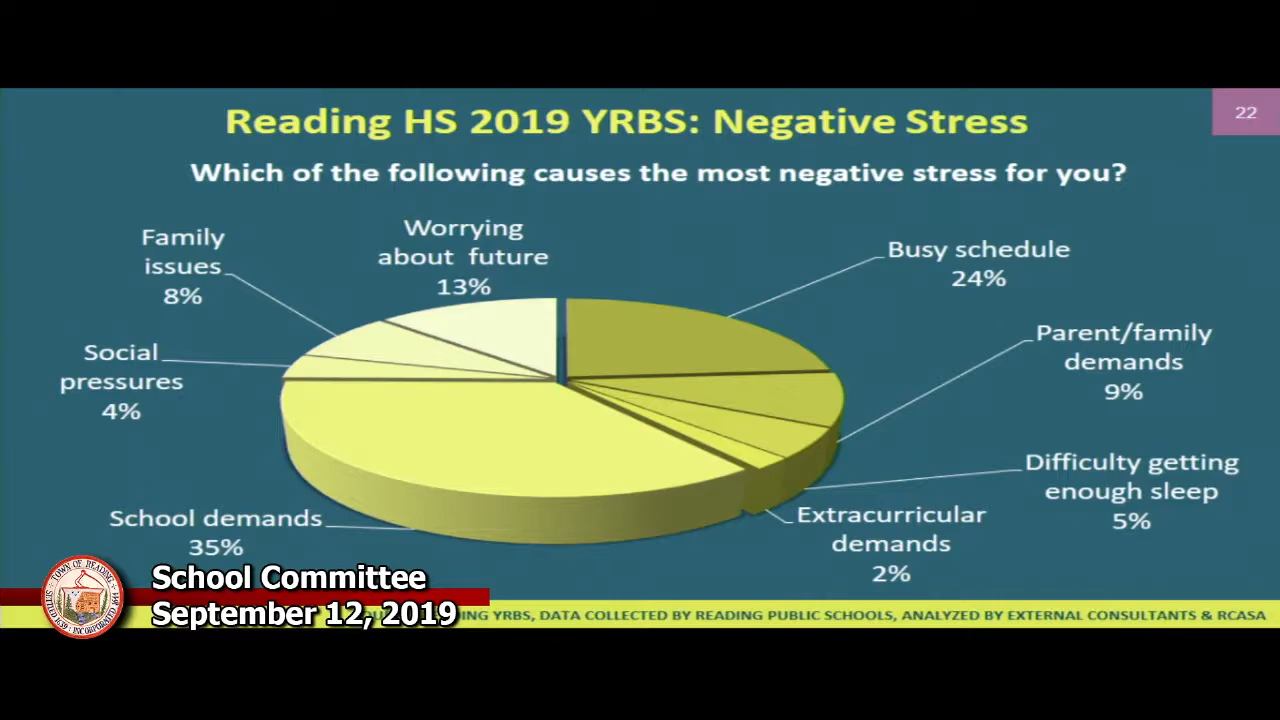 Reading HS 2019 YRBS: Negative Stress
22
Which of the following causes the most negative stress for you?
Worrying
about future
13%
Family
issues
8%
Busy schedule
24%
Parent/family
demands
9%
Social
pressures
4%
Difficulty getting
enough sleep
5%
Extracurricular
demands
2%
School demands
35%
School Committee
September 12, 2019
YRBS, DATA COLLECTED BY READING PUBLIC SCHOOLS, ANALYZED BY EXTERNAL CONSULTANTS & RCASA
TOWN OF READING